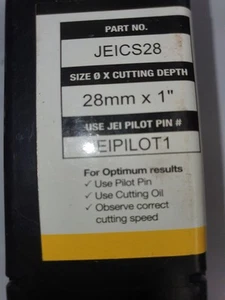 PART NO.
JEICS28
SIZE Ø X CUTTING DEPTH
28mm x 1"
USE JEI PILOT PIN #
JEIPILOT1
For Optimum results
✓ Use Pilot Pin
✓ Use Cutting Oil
✓ Observe correct
cutting speed